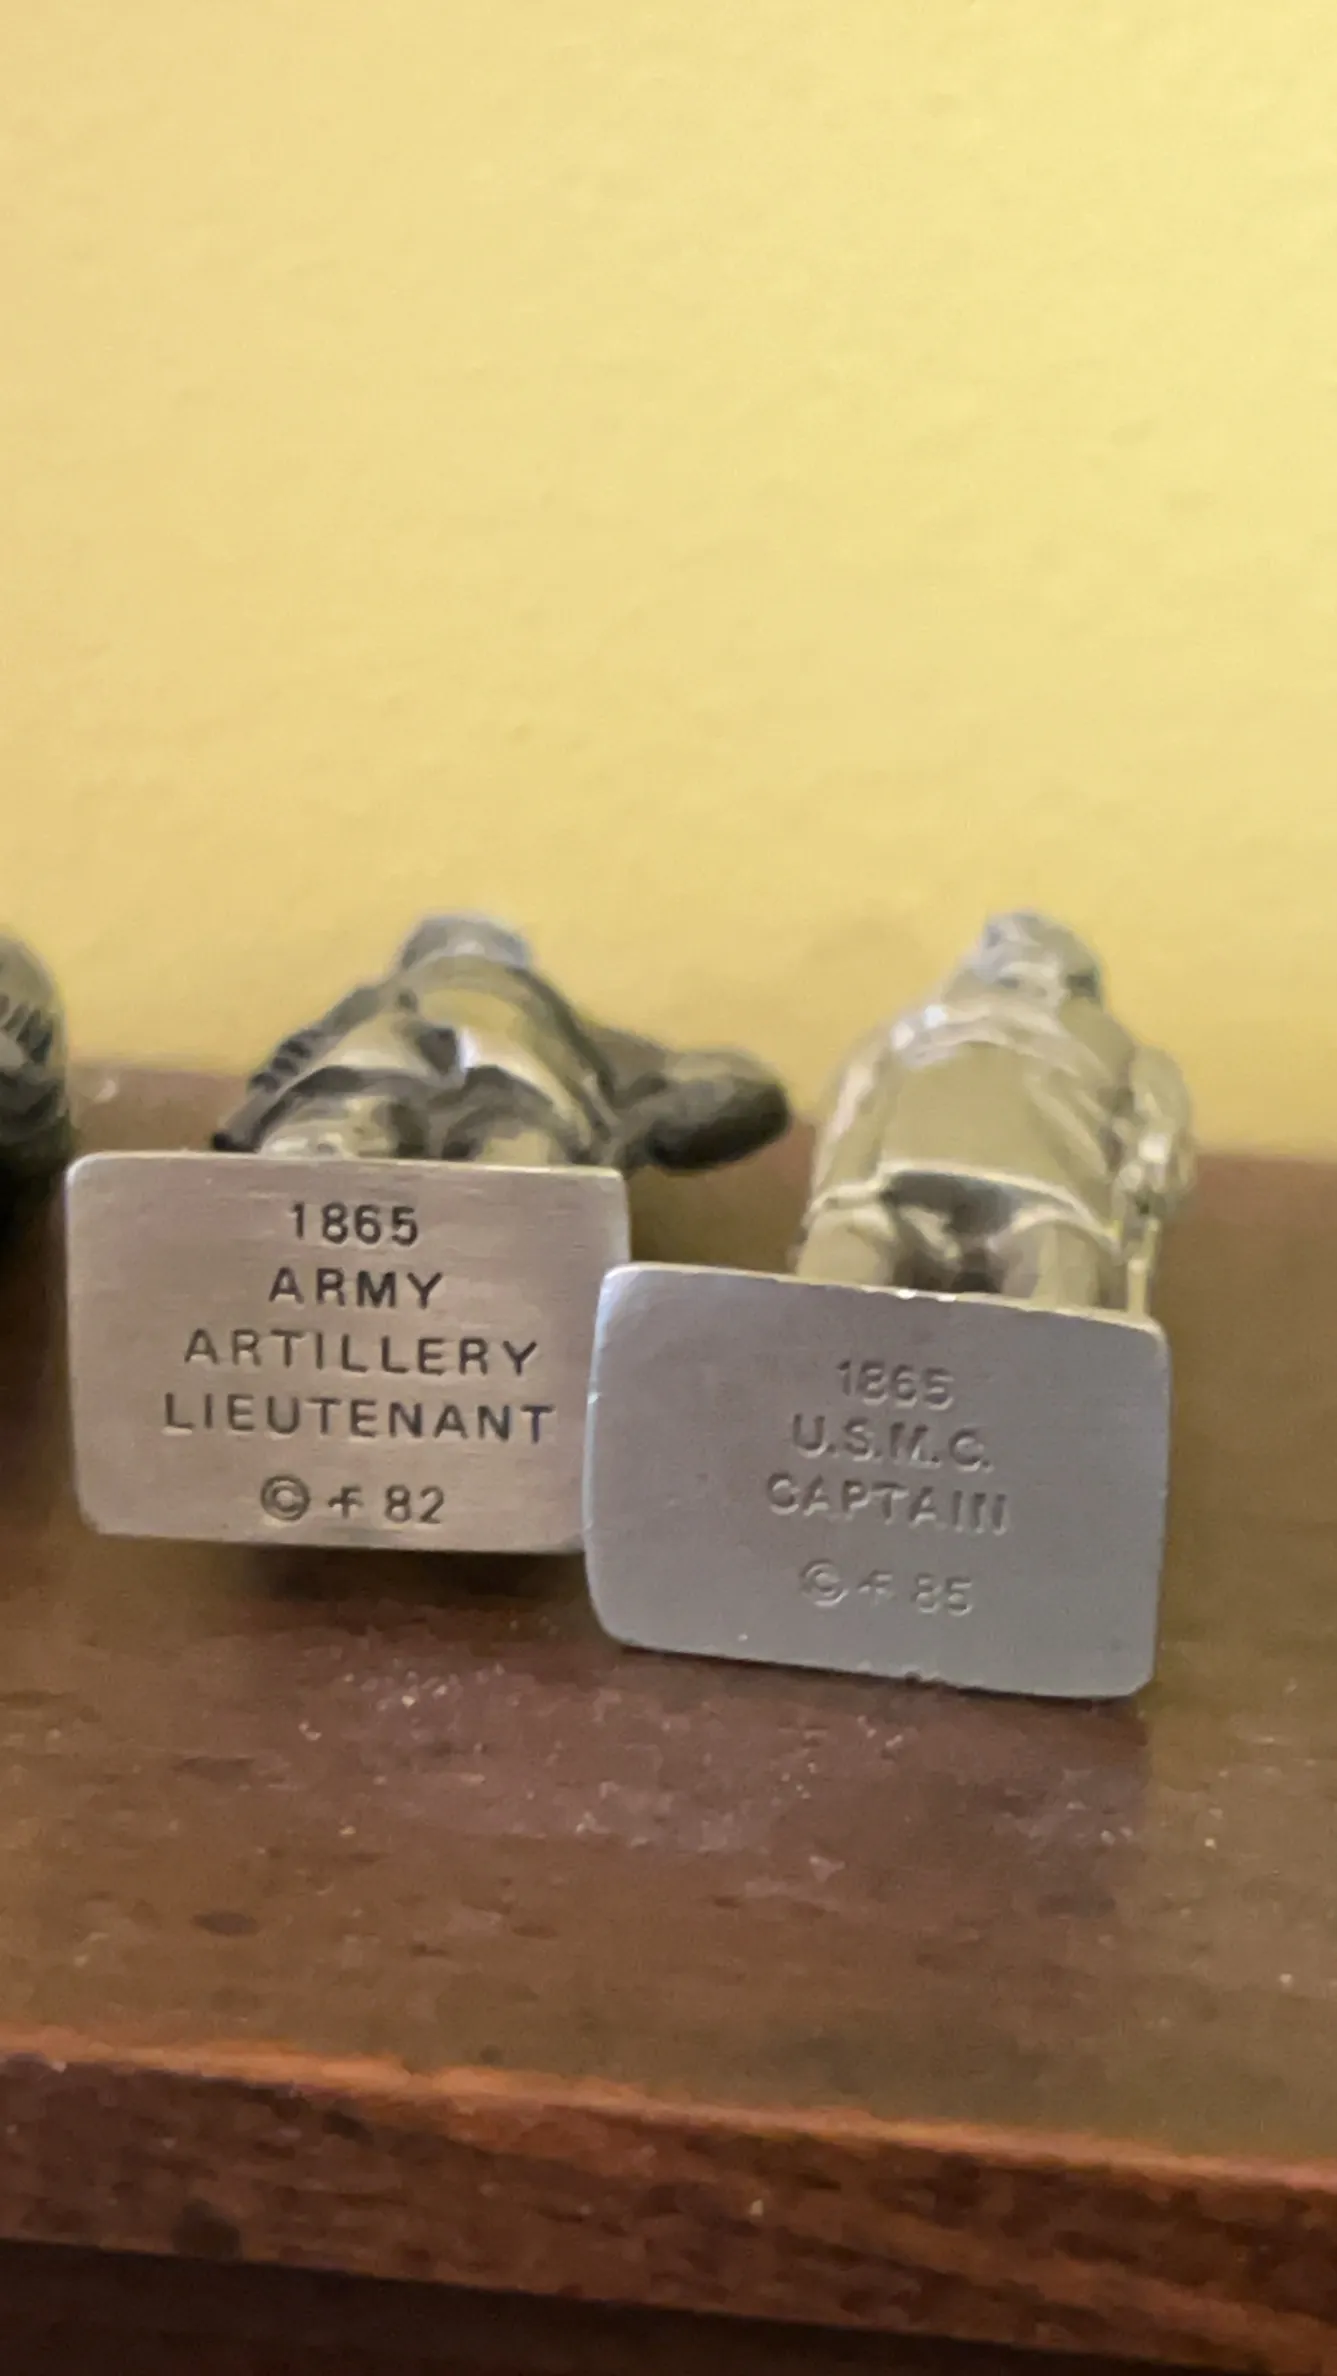 1865
ARMY
ARTILLERY
LIEUTENANT
© f 82
1865
U.S.M.C.
CAPTAIN
© f 85